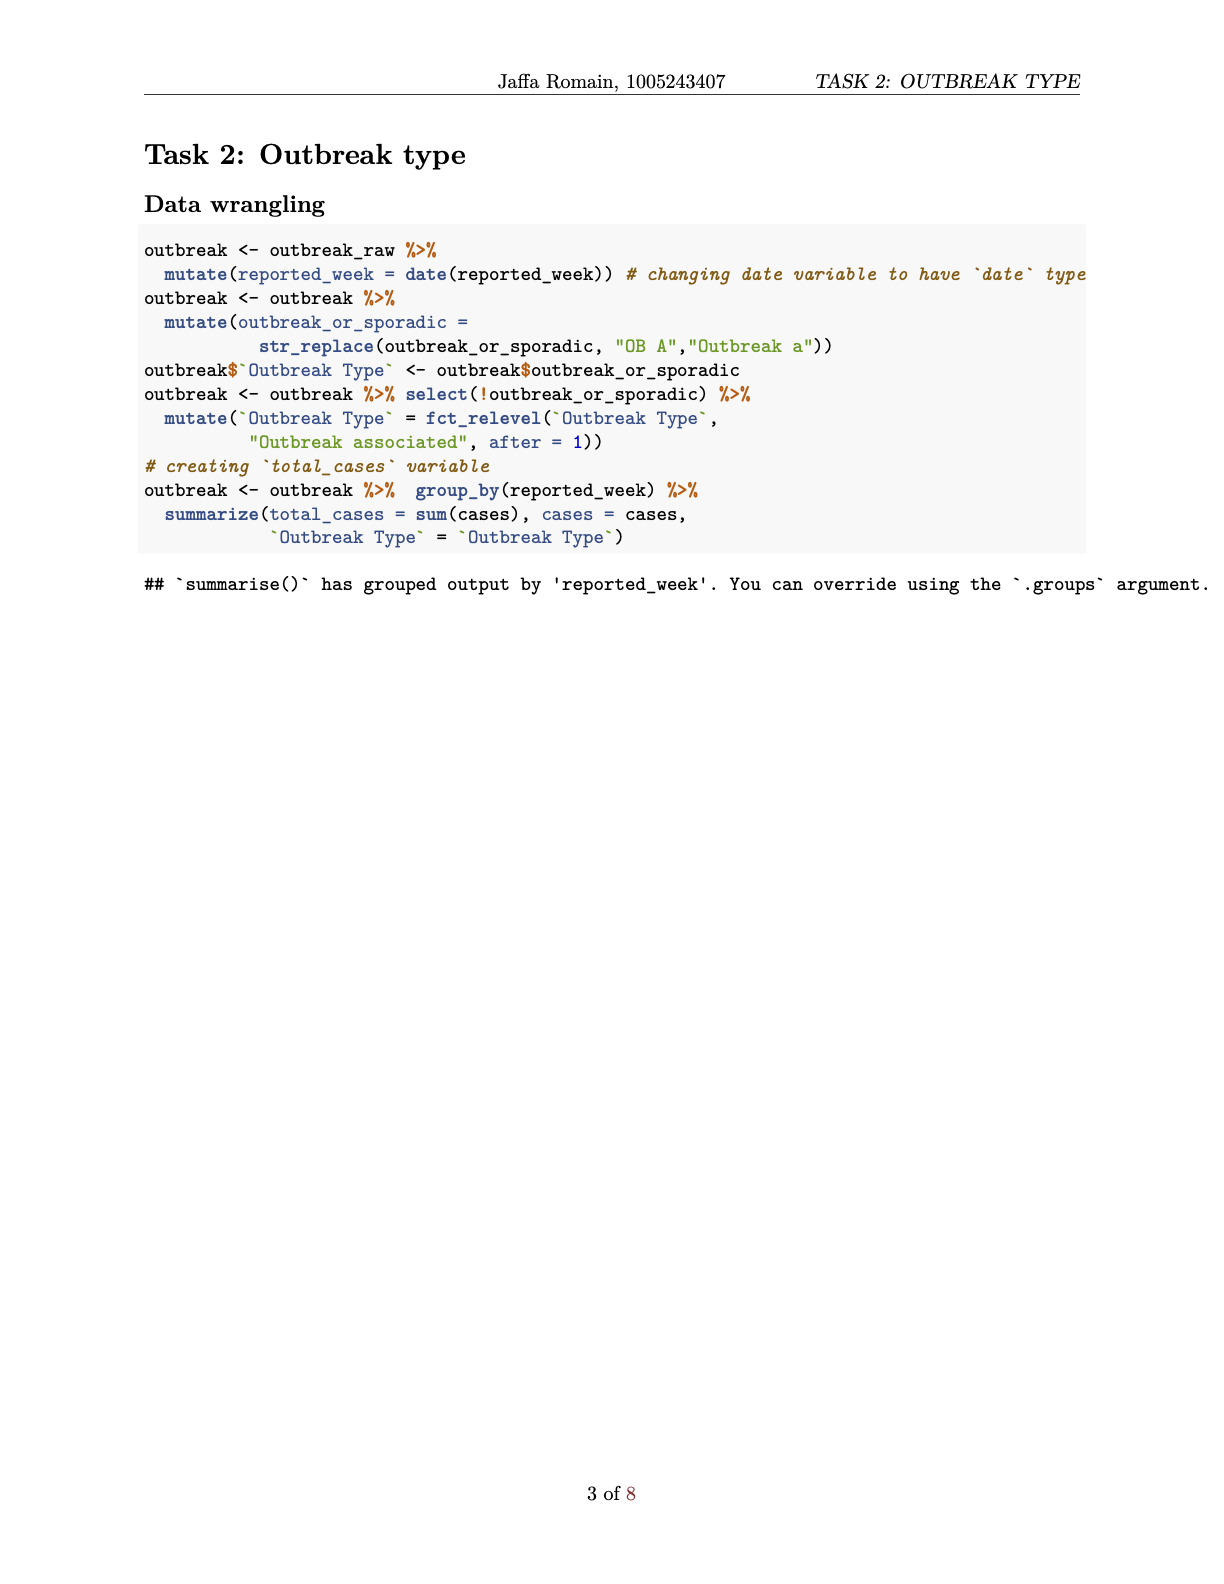 Jaffa Romain, 1005243407 TASK 2: OUTBREAK TYPE
Task 2: Outbreak type
Data wrangling
outbreak <- outbreak_raw %>%
  mutate(reported_week = date(reported_week)) # changing date variable to have `date` type
outbreak <- outbreak %>%
  mutate(outbreak_or_sporadic =
           str_replace(outbreak_or_sporadic, "OB A","Outbreak a"))
outbreak$`Outbreak Type` <- outbreak$outbreak_or_sporadic
outbreak <- outbreak %>% select(!outbreak_or_sporadic) %>%
  mutate(`Outbreak Type` = fct_relevel(`Outbreak Type`,
          "Outbreak associated", after = 1))
# creating `total_cases` variable
outbreak <- outbreak %>%  group_by(reported_week) %>%
  summarize(total_cases = sum(cases), cases = cases,
            `Outbreak Type` = `Outbreak Type`)
## `summarise()` has grouped output by 'reported_week'. You can override using the `.groups` argument.
3 of 8